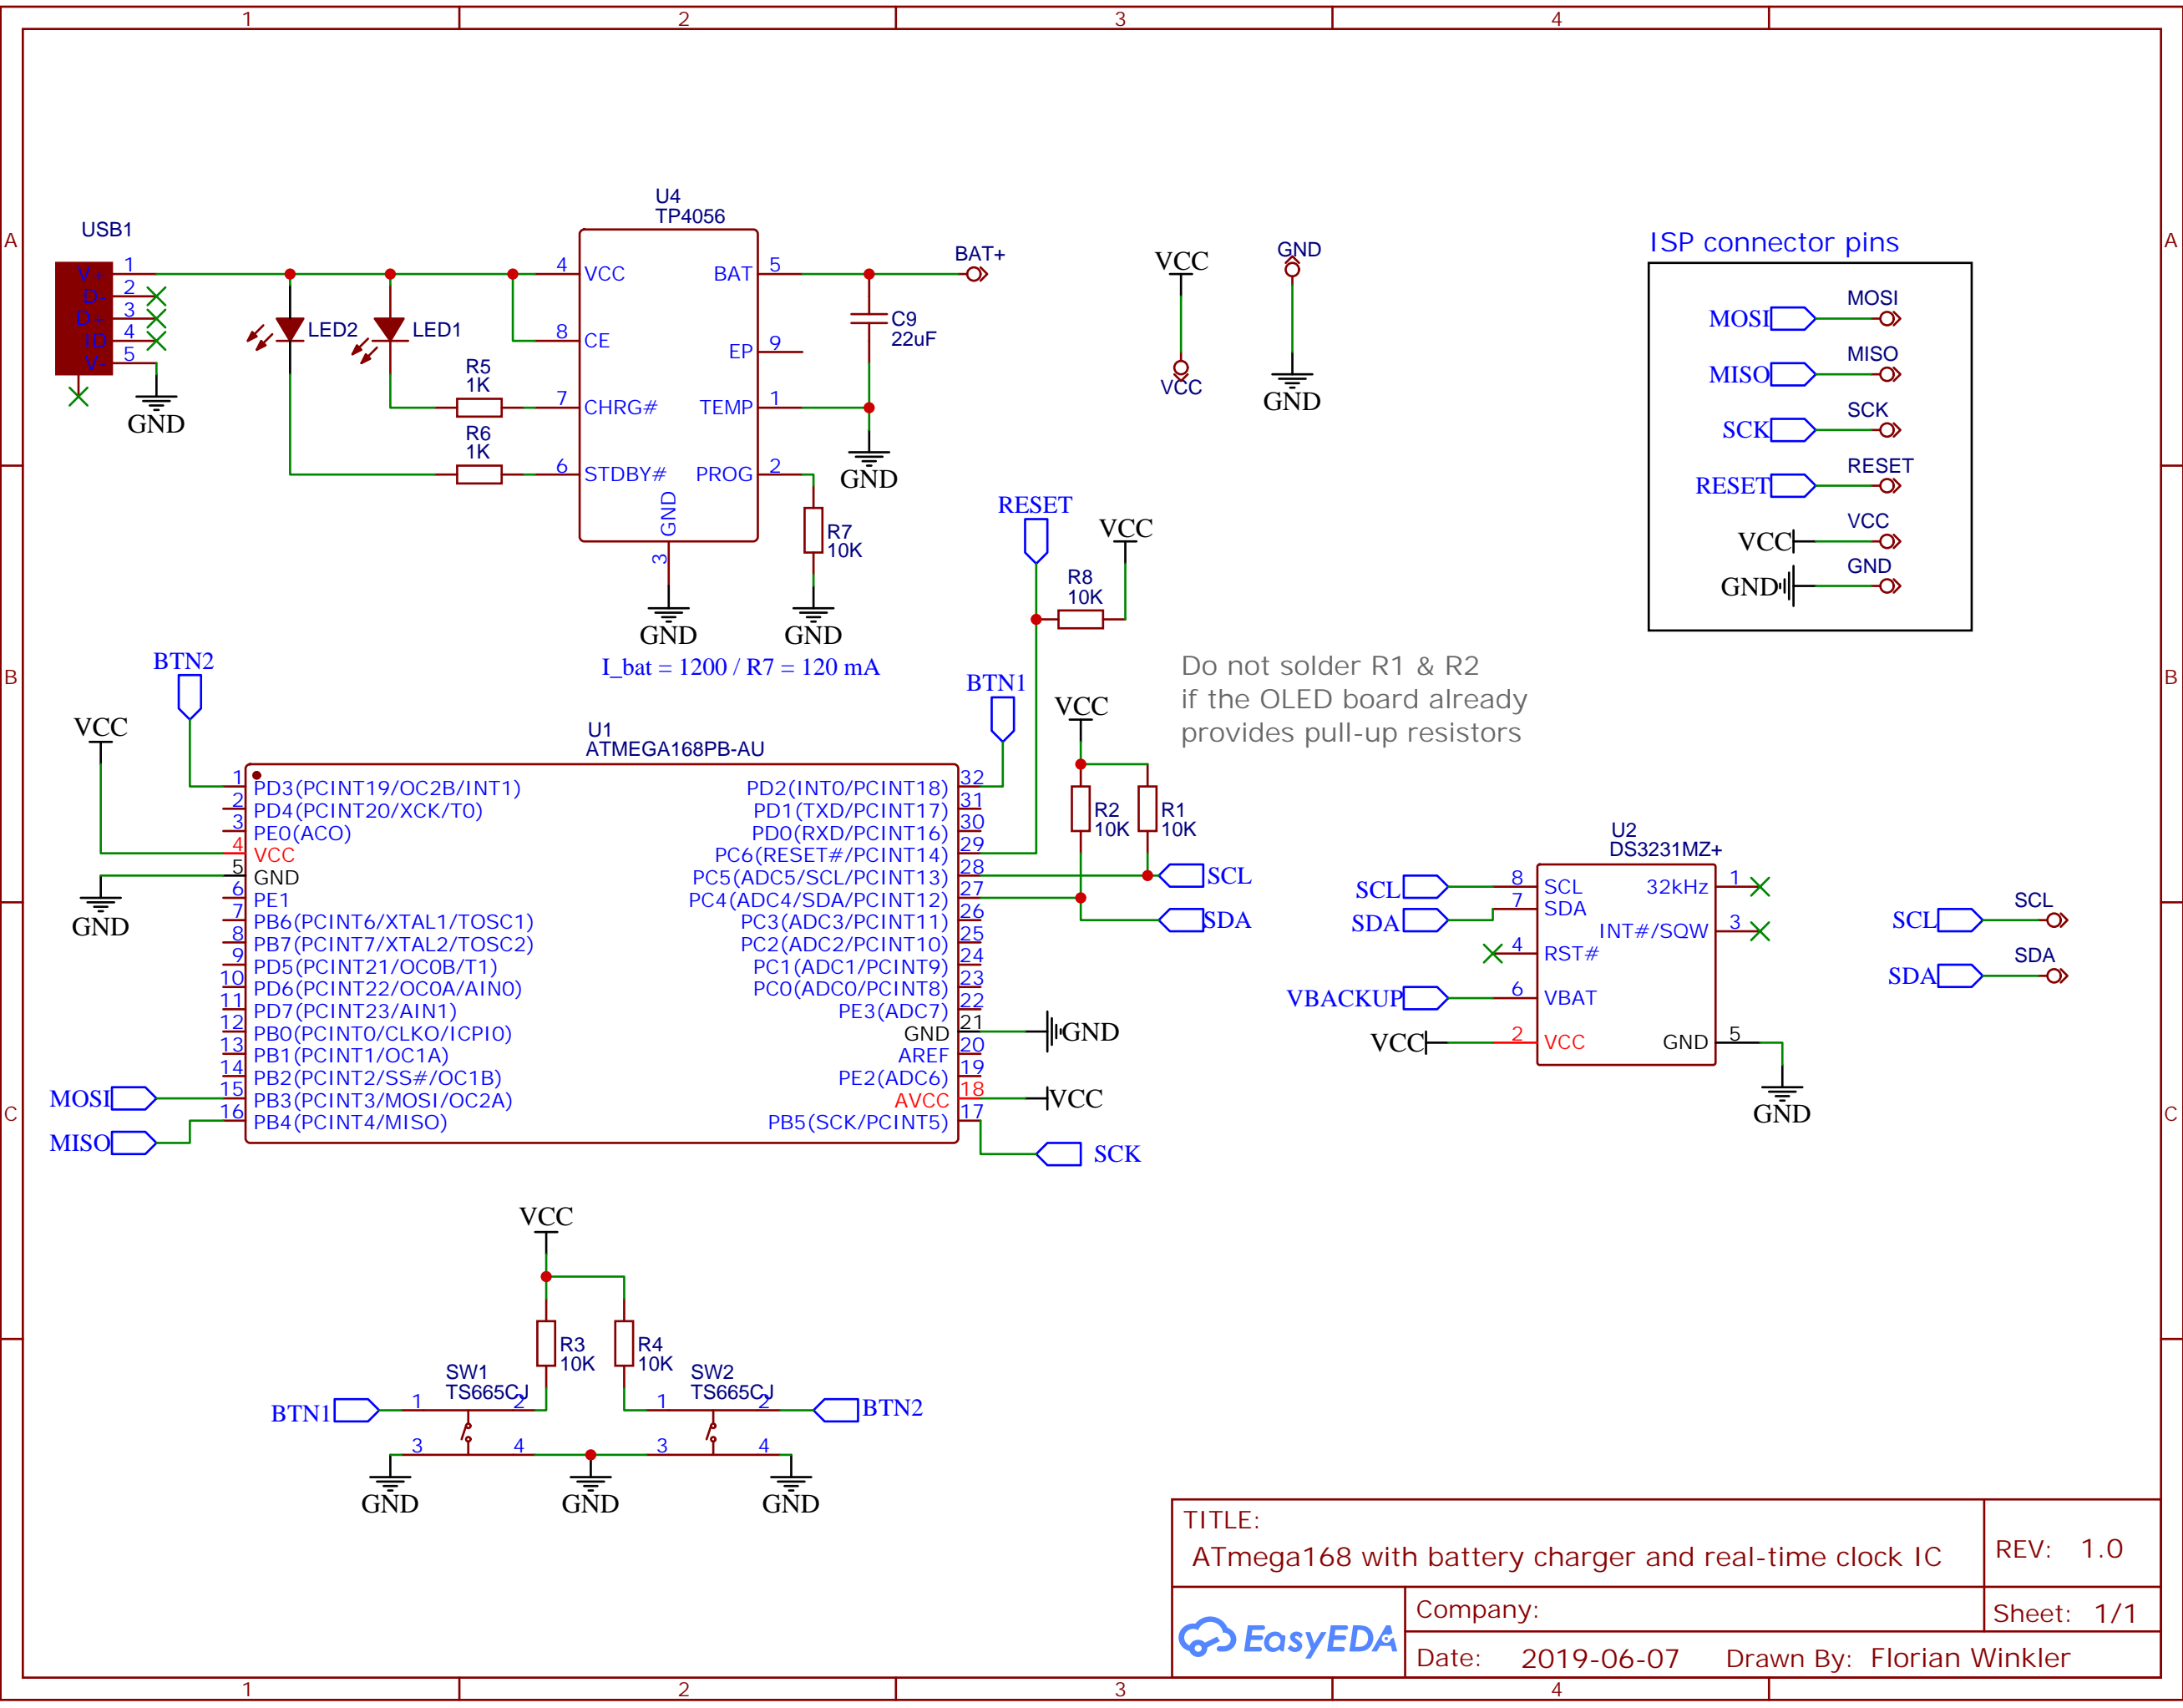 1
2
3
4
A
A
B
B
C
C
USB1
V+
D-
D+
ID
V-
1
2
3
4
5
GND
LED2
LED1
R5
1K
R6
1K
U4
TP4056
4
VCC
8
CE
7
CHRG#
6
STDBY#
GND
3
BAT
5
EP
9
TEMP
1
PROG
2
BAT+
C9
22uF
GND
R7
10K
GND
GND
I_bat = 1200 / R7 = 120 mA
VCC
VCC
GND
GND
ISP connector pins
MOSI
MOSI
MISO
MISO
SCK
SCK
RESET
RESET
VCC
VCC
GND
GND
RESET
VCC
R8
10K
BTN2
VCC
GND
BTN1
VCC
Do not solder R1 & R2
if the OLED board already
provides pull-up resistors
R2
10K
R1
10K
U1
ATMEGA168PB-AU
1
PD3(PCINT19/OC2B/INT1)
2
PD4(PCINT20/XCK/T0)
3
PE0(ACO)
4
VCC
5
GND
6
PE1
7
PB6(PCINT6/XTAL1/TOSC1)
8
PB7(PCINT7/XTAL2/TOSC2)
9
PD5(PCINT21/OC0B/T1)
10
PD6(PCINT22/OC0A/AIN0)
11
PD7(PCINT23/AIN1)
12
PB0(PCINT0/CLKO/ICPI0)
13
PB1(PCINT1/OC1A)
14
PB2(PCINT2/SS#/OC1B)
15
PB3(PCINT3/MOSI/OC2A)
16
PB4(PCINT4/MISO)
PD2(INT0/PCINT18)
32
PD1(TXD/PCINT17)
31
PD0(RXD/PCINT16)
30
PC6(RESET#/PCINT14)
29
PC5(ADC5/SCL/PCINT13)
28
PC4(ADC4/SDA/PCINT12)
27
PC3(ADC3/PCINT11)
26
PC2(ADC2/PCINT10)
25
PC1(ADC1/PCINT9)
24
PC0(ADC0/PCINT8)
23
PE3(ADC7)
22
GND
21
AREF
20
PE2(ADC6)
19
AVCC
18
PB5(SCK/PCINT5)
17
MOSI
MISO
SCL
SDA
GND
VCC
SCK
U2
DS3231MZ+
SCL
8
SCL
SDA
7
SDA
4
RST#
VBACKUP
6
VBAT
VCC
2
VCC
32kHz
1
INT#/SQW
3
GND
5
GND
SCL
SCL
SDA
SDA
VCC
R3
10K
R4
10K
SW1
TS665CJ
SW2
TS665CJ
BTN1
1
2
3
4
1
2
3
4
BTN2
GND
GND
GND
TITLE:
ATmega168 with battery charger and real-time clock IC
REV: 1.0
EasyEDA
Company:
Sheet: 1/1
Date: 2019-06-07
Drawn By: Florian Winkler
1
2
3
4